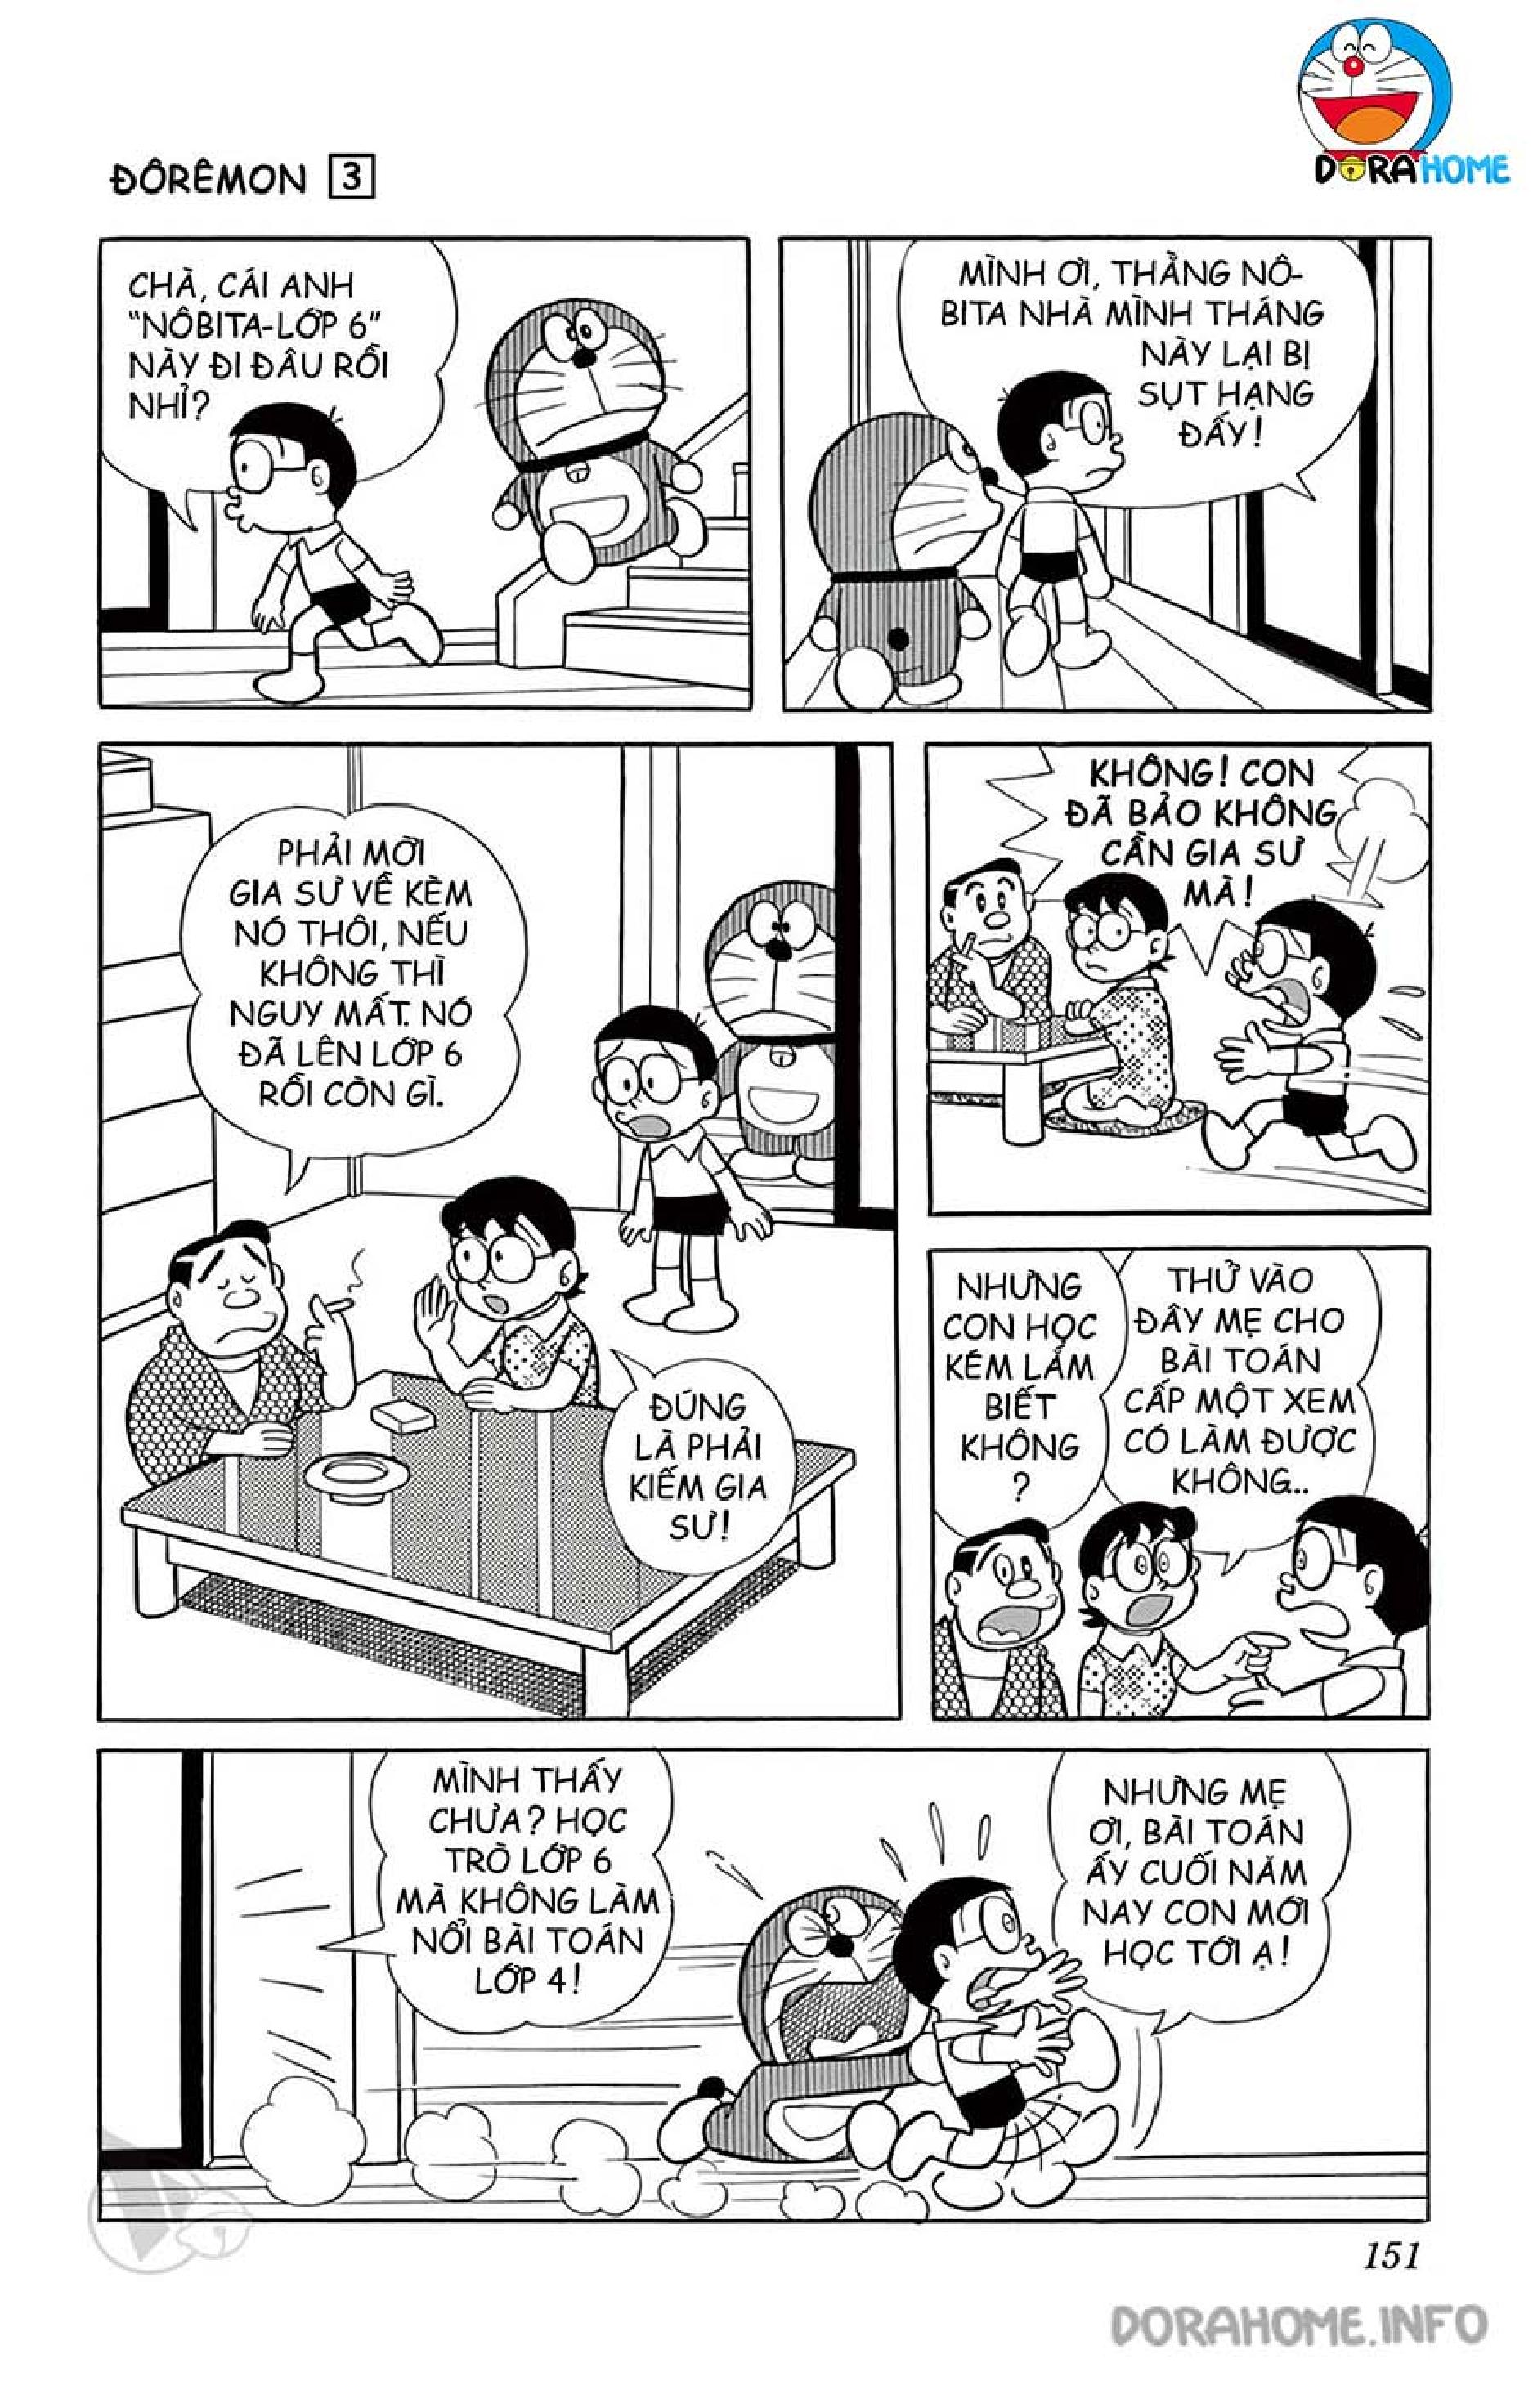 DORAHOME
ĐÔRÊMON 3
CHÀ, CÁI ANH
“NÔBITA-LỚP 6”
NÀY ĐI ĐÂU RỒI
NHỈ?
MÌNH ƠI, THẰNG NÔ-
BITA NHÀ MÌNH THÁNG
NÀY LẠI BỊ
SỤT HẠNG
ĐẤY!
PHẢI MỜI
GIA SƯ VỀ KÈM
NÓ THÔI, NẾU
KHÔNG THÌ
NGUY MẤT. NÓ
ĐÃ LÊN LỚP 6
RỒI CÒN GÌ.
ĐÚNG
LÀ PHẢI
KIẾM GIA
SƯ!
KHÔNG! CON
ĐÃ BẢO KHÔNG
CẦN GIA SƯ
MÀ!
NHƯNG
CON HỌC
KÉM LẮM
BIẾT
KHÔNG
?
THỬ VÀO
ĐÂY MẸ CHO
BÀI TOÁN
CẤP MỘT XEM
CÓ LÀM ĐƯỢC
KHÔNG...
MÌNH THẤY
CHƯA? HỌC
TRÒ LỚP 6
MÀ KHÔNG LÀM
NỔI BÀI TOÁN
LỚP 4!
NHƯNG MẸ
ƠI, BÀI TOÁN
ẤY CUỐI NĂM
NAY CON MỚI
HỌC TỚI Ạ!
151
DORAHOME.INFO